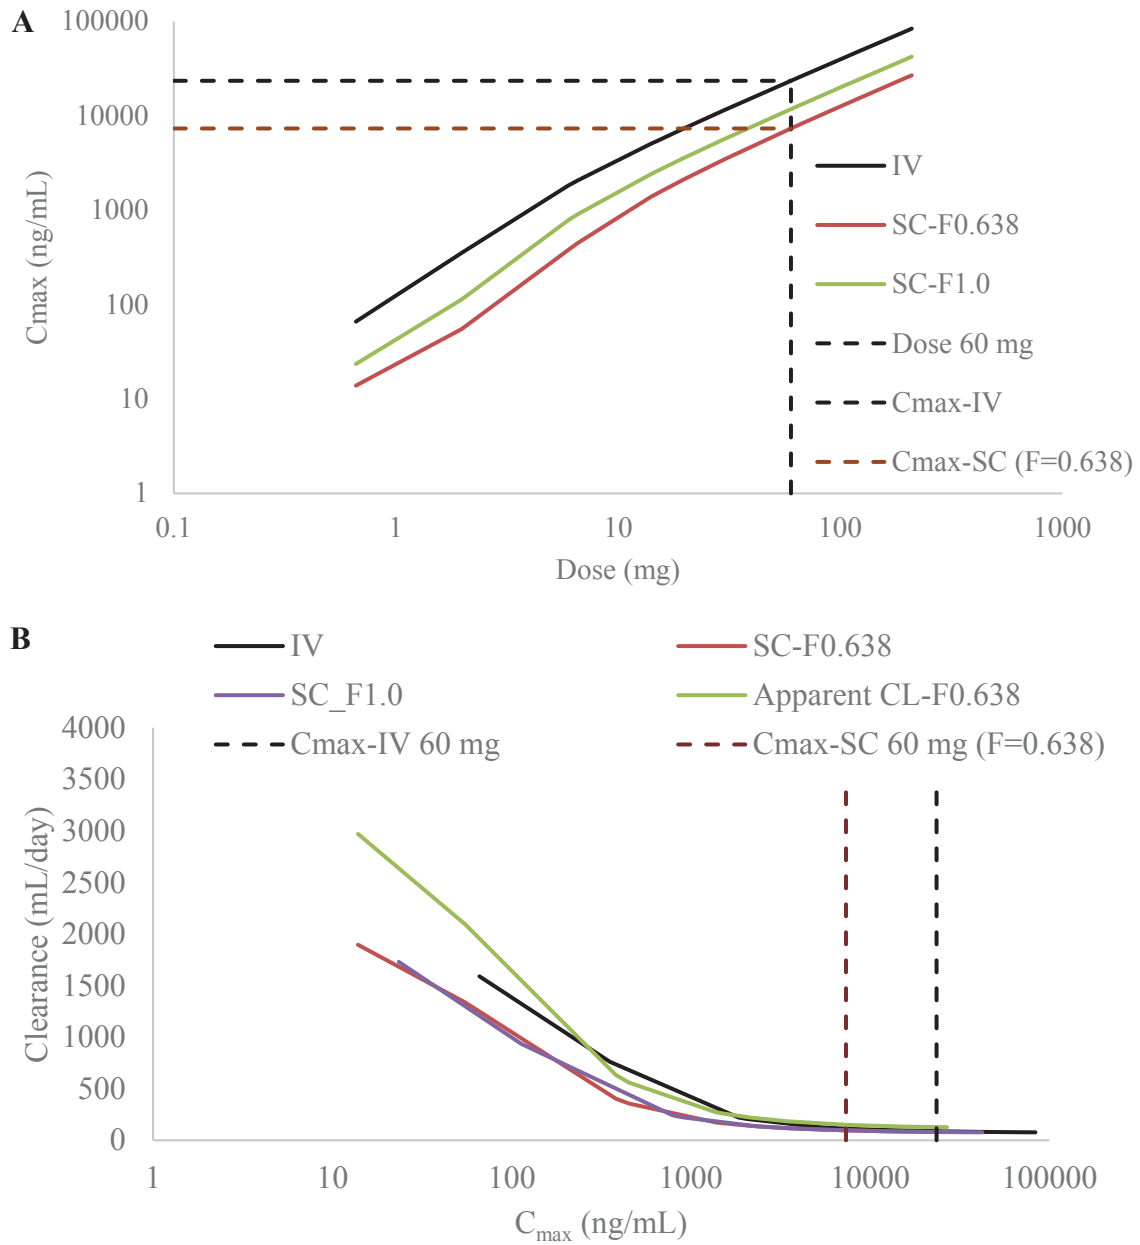 A
Cmax (ng/mL)
100000
10000
1000
100
10
1
0.1 1 10 100 1000
Dose (mg)
IV
SC-F0.638
SC-F1.0
Dose 60 mg
Cmax-IV
Cmax-SC (F=0.638)
B
IV SC-F0.638
SC_F1.0 Apparent CL-F0.638
Cmax-IV 60 mg Cmax-SC 60 mg (F=0.638)
Clearance (mL/day)
4000
3500
3000
2500
2000
1500
1000
500
0
1 10 100 1000 10000 100000
Cmax (ng/mL)